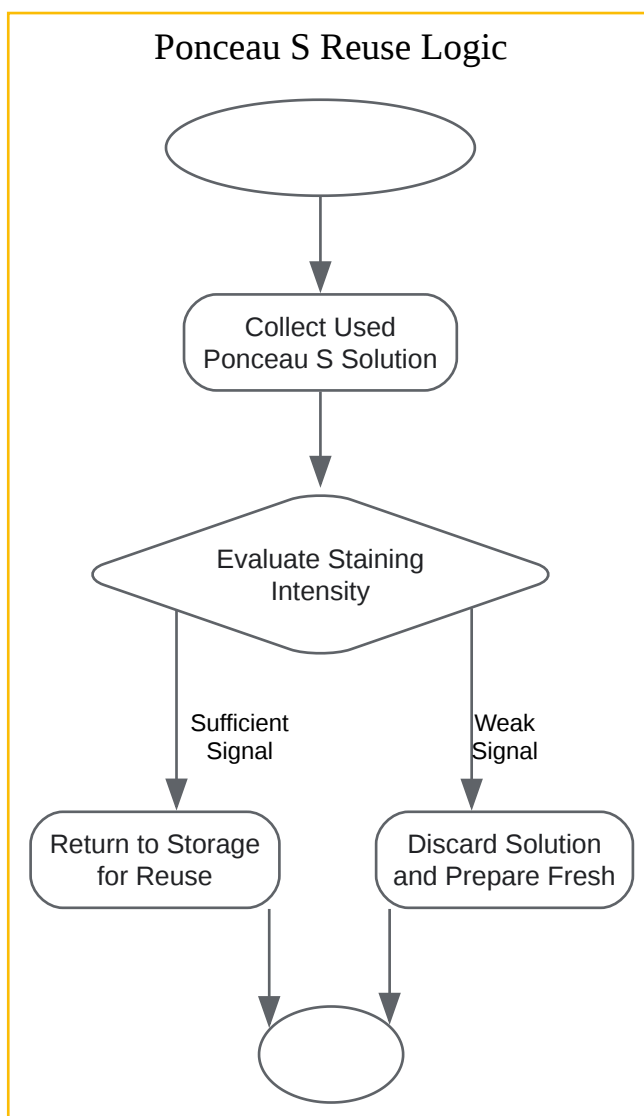 Ponceau S Reuse Logic
Collect Used
Ponceau S Solution
Evaluate Staining
Intensity
Sufficient
Signal
Weak
Signal
Return to Storage
for Reuse
Discard Solution
and Prepare Fresh